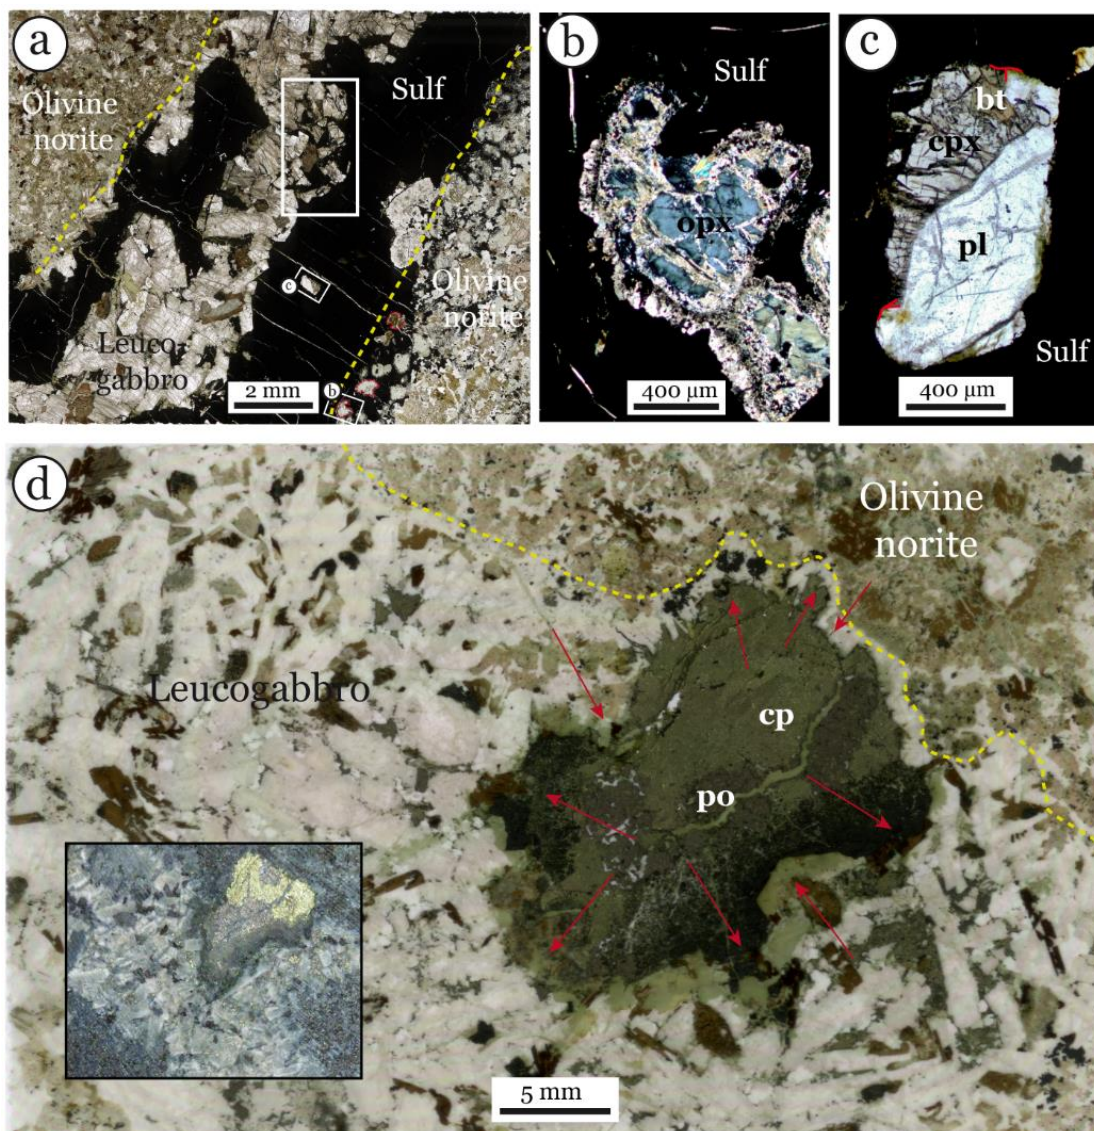 a
Olivine
norite
Sulf
c
Olivine
norite
Leuco-
gabbro
2 mm
b
b
Sulf
opx
400 µm
c
bt
cpx
pl
Sulf
400 µm
d
Olivine
norite
Leucogabbro
cp
po
5 mm